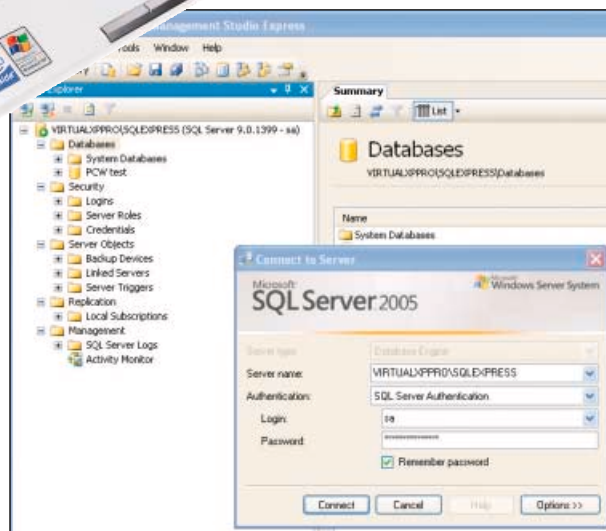 Management Studio Express
Tools Window Help
Explorer
VIRTUALXPPRO\SQLEXPRESS (SQL Server 9.0.1399 - sa)
Databases
System Databases
PCW test
Security
Logins
Server Roles
Credentials
Server Objects
Backup Devices
Linked Servers
Server Triggers
Replication
Local Subscriptions
Management
SQL Server Logs
Activity Monitor
Summary
List
Databases
VIRTUALXPPRO\SQLEXPRESS\Databases
Name
System Databases
Connect to Server
Microsoft
SQL Server 2005
Microsoft
Windows Server System
Server type:
Database Engine
Server name:
VIRTUALXPPRO\SQLEXPRESS
Authentication:
SQL Server Authentication
Login:
sa
Password:
**************
Remember password
Connect Cancel Help Options >>